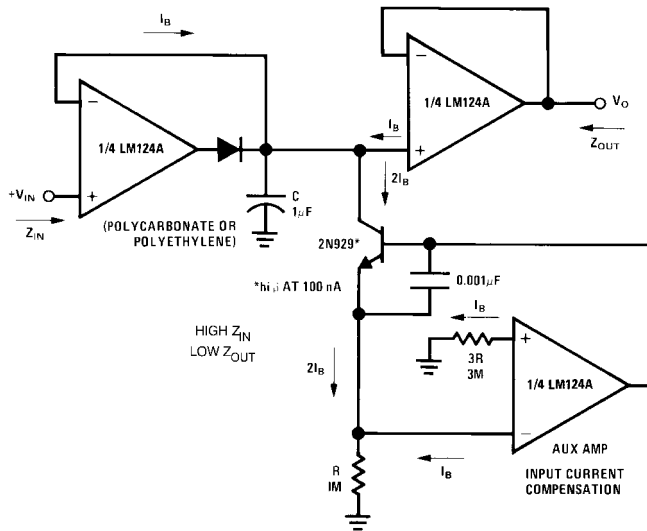 I_B
−
1/4 LM124A
+
+V_IN
Z_IN
C
1μF
(POLYCARBONATE OR
POLYETHYLENE)
−
1/4 LM124A
I_B
+
V_O
Z_OUT
2I_B
2N929*
0.001μF
*hi β AT 100 nA
HIGH Z_IN
LOW Z_OUT
I_B
3R
3M
+
1/4 LM124A
−
2I_B
AUX AMP
INPUT CURRENT
COMPENSATION
I_B
R
1M